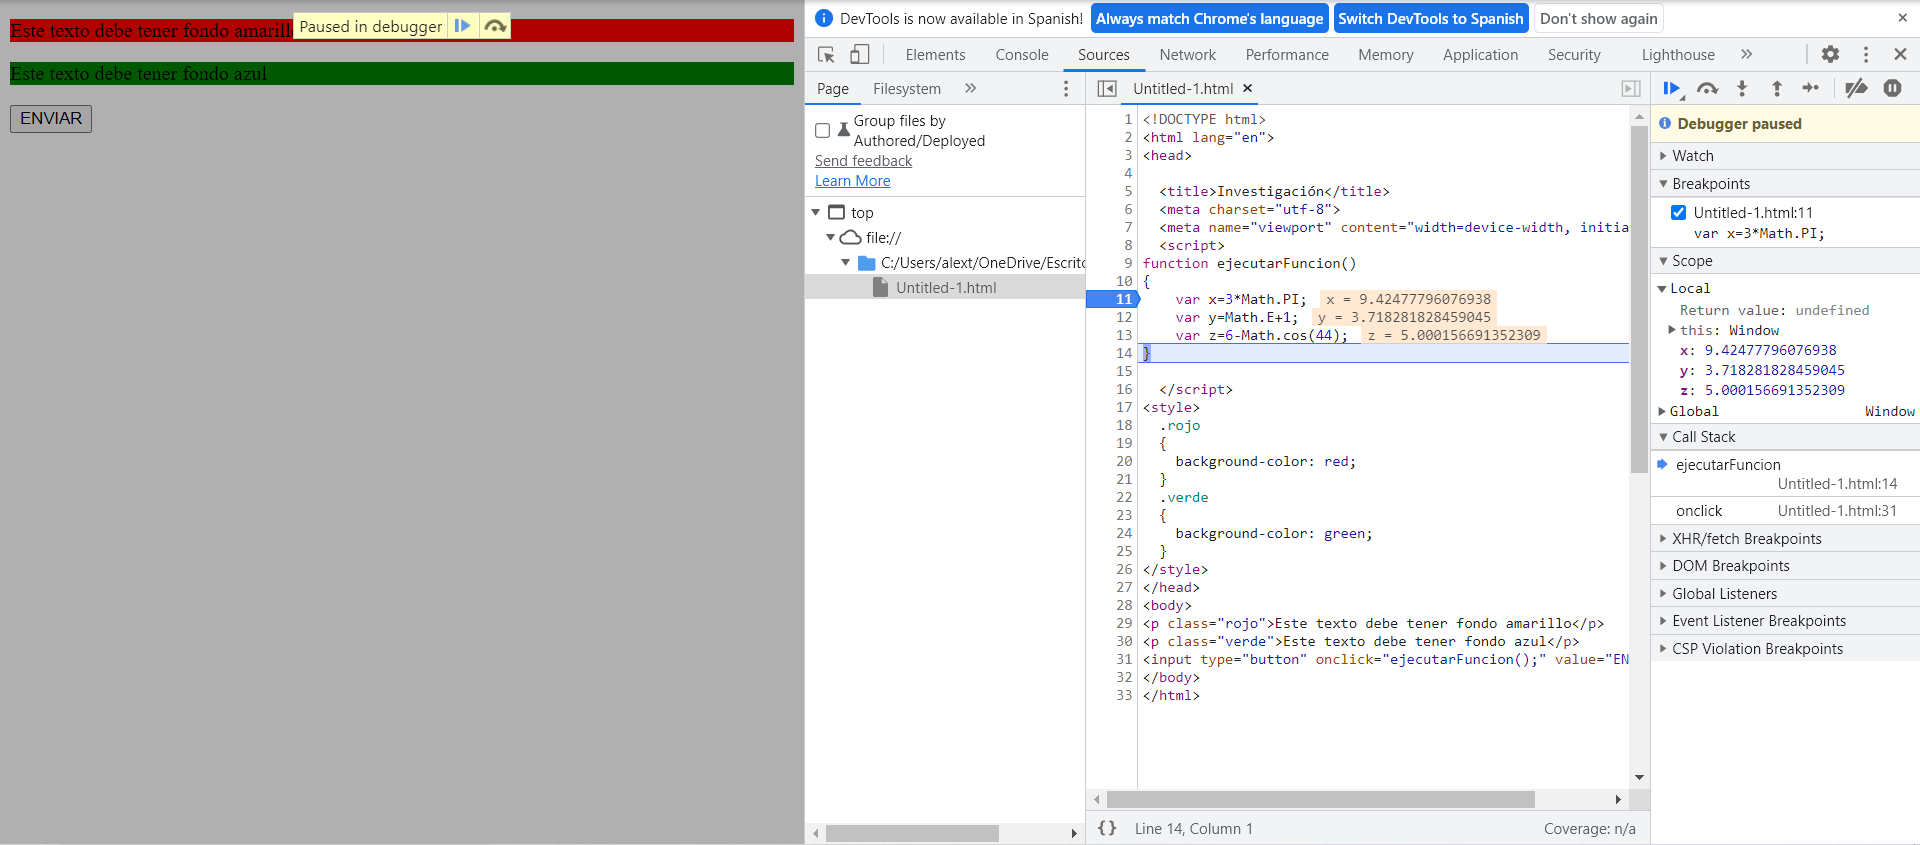 Este texto debe tener fondo amarill
Paused in debugger
Este texto debe tener fondo azul
ENVIAR
DevTools is now available in Spanish! Always match Chrome's language Switch DevTools to Spanish Don't show again
Elements Console Sources Network Performance Memory Application Security Lighthouse
Page Filesystem
Group files by
Authored/Deployed
Send feedback
Learn More
top
file://
C:/Users/alext/OneDrive/Escrito
Untitled-1.html
Untitled-1.html
1 <!DOCTYPE html>
2 <html lang="en">
3 <head>
4
5 <title>Investigación</title>
6 <meta charset="utf-8">
7 <meta name="viewport" content="width=device-width, initia
8 <script>
9 function ejecutarFuncion()
10 {
11 var x=3*Math.PI; x = 9.42477796076938
12 var y=Math.E+1; y = 3.718281828459045
13 var z=6-Math.cos(44); z = 5.000156691352309
14 }
15
16 </script>
17 <style>
18 .rojo
19 {
20 background-color: red;
21 }
22 .verde
23 {
24 background-color: green;
25 }
26 </style>
27 </head>
28 <body>
29 <p class="rojo">Este texto debe tener fondo amarillo</p>
30 <p class="verde">Este texto debe tener fondo azul</p>
31 <input type="button" onclick="ejecutarFuncion();" value="EN
32 </body>
33 </html>
{} Line 14, Column 1 Coverage: n/a
Debugger paused
Watch
Breakpoints
Untitled-1.html:11
var x=3*Math.PI;
Scope
Local
Return value: undefined
this: Window
x: 9.42477796076938
y: 3.718281828459045
z: 5.000156691352309
Global Window
Call Stack
ejecutarFuncion
Untitled-1.html:14
onclick Untitled-1.html:31
XHR/fetch Breakpoints
DOM Breakpoints
Global Listeners
Event Listener Breakpoints
CSP Violation Breakpoints